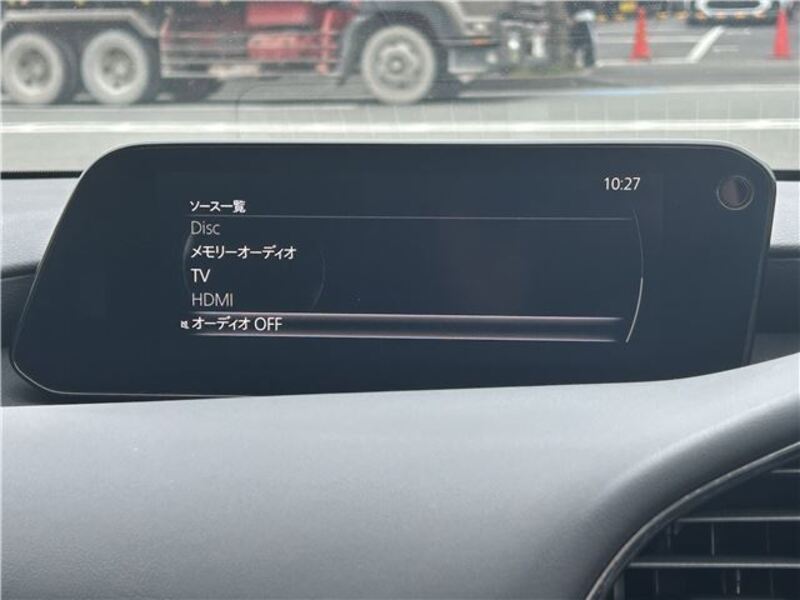 10:27
ソース一覧
Disc
メモリーオーディオ
TV
HDMI
オーディオ OFF